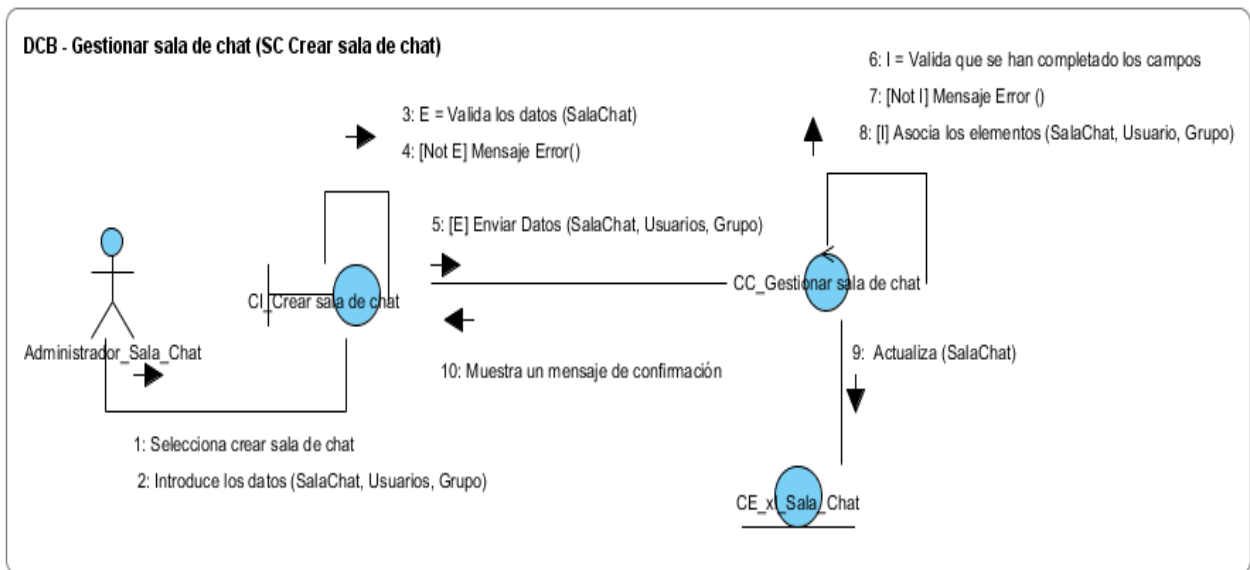 DCB - Gestionar sala de chat (SC Crear sala de chat)
6: I = Valida que se han completado los campos
7: [Not I] Mensaje Error ()
8: [I] Asocia los elementos (SalaChat, Usuario, Grupo)
3: E = Valida los datos (SalaChat)
4: [Not E] Mensaje Error()
5: [E] Enviar Datos (SalaChat, Usuarios, Grupo)
CI_Crear sala de chat
CC_Gestionar sala de chat
Administrador_Sala_Chat
9: Actualiza (SalaChat)
10: Muestra un mensaje de confirmación
1: Selecciona crear sala de chat
2: Introduce los datos (SalaChat, Usuarios, Grupo)
CE_xl_Sala_Chat